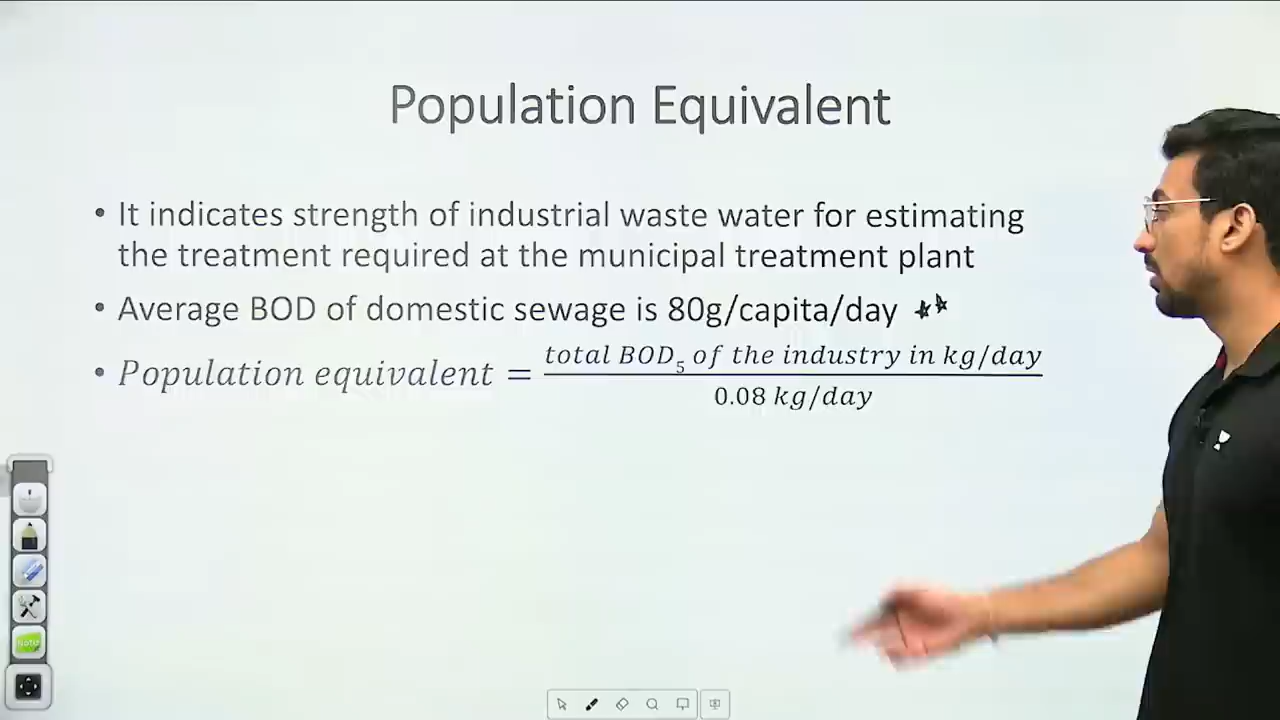 Population Equivalent
• It indicates strength of industrial waste water for estimating
the treatment required at the municipal treatment plant
• Average BOD of domestic sewage is 80g/capita/day **
• Population equivalent = total BOD₅ of the industry in kg/day / 0.08 kg/day
NOTE